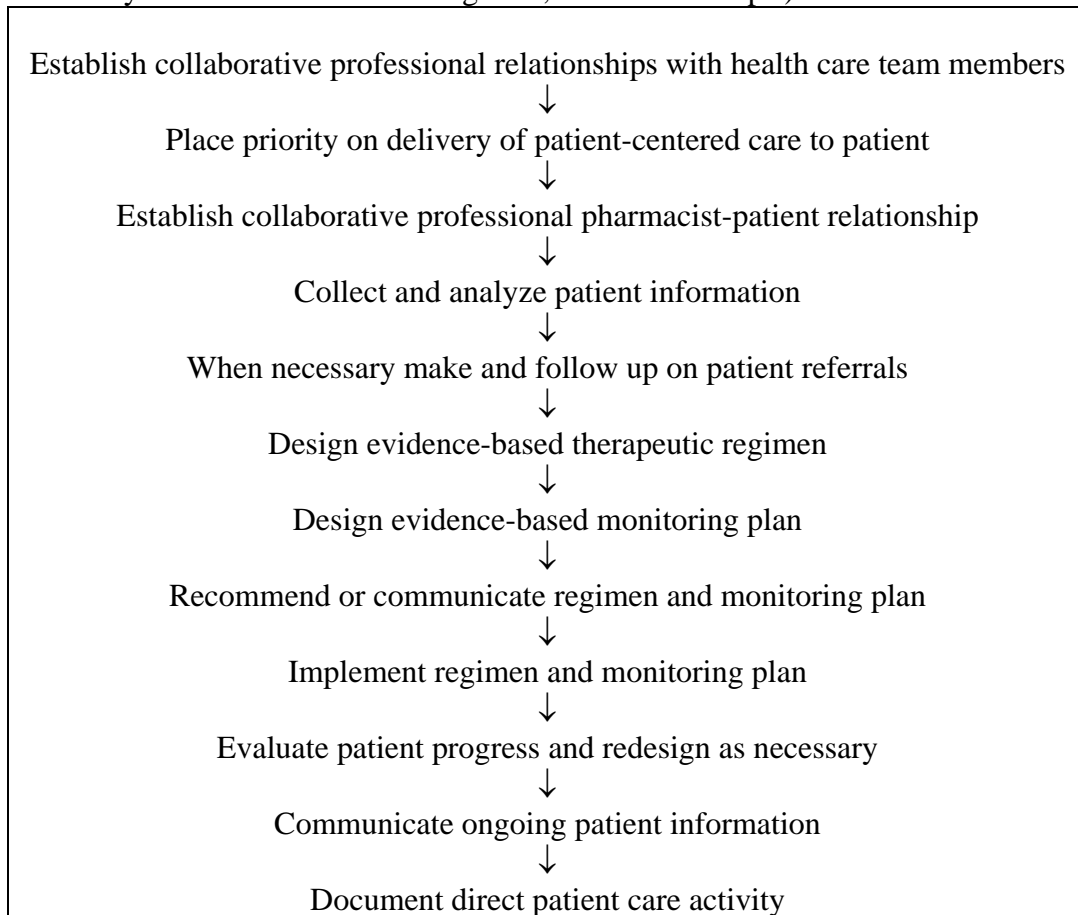 Establish collaborative professional relationships with health care team members
↓
Place priority on delivery of patient-centered care to patient
↓
Establish collaborative professional pharmacist-patient relationship
↓
Collect and analyze patient information
↓
When necessary make and follow up on patient referrals
↓
Design evidence-based therapeutic regimen
↓
Design evidence-based monitoring plan
↓
Recommend or communicate regimen and monitoring plan
↓
Implement regimen and monitoring plan
↓
Evaluate patient progress and redesign as necessary
↓
Communicate ongoing patient information
↓
Document direct patient care activity